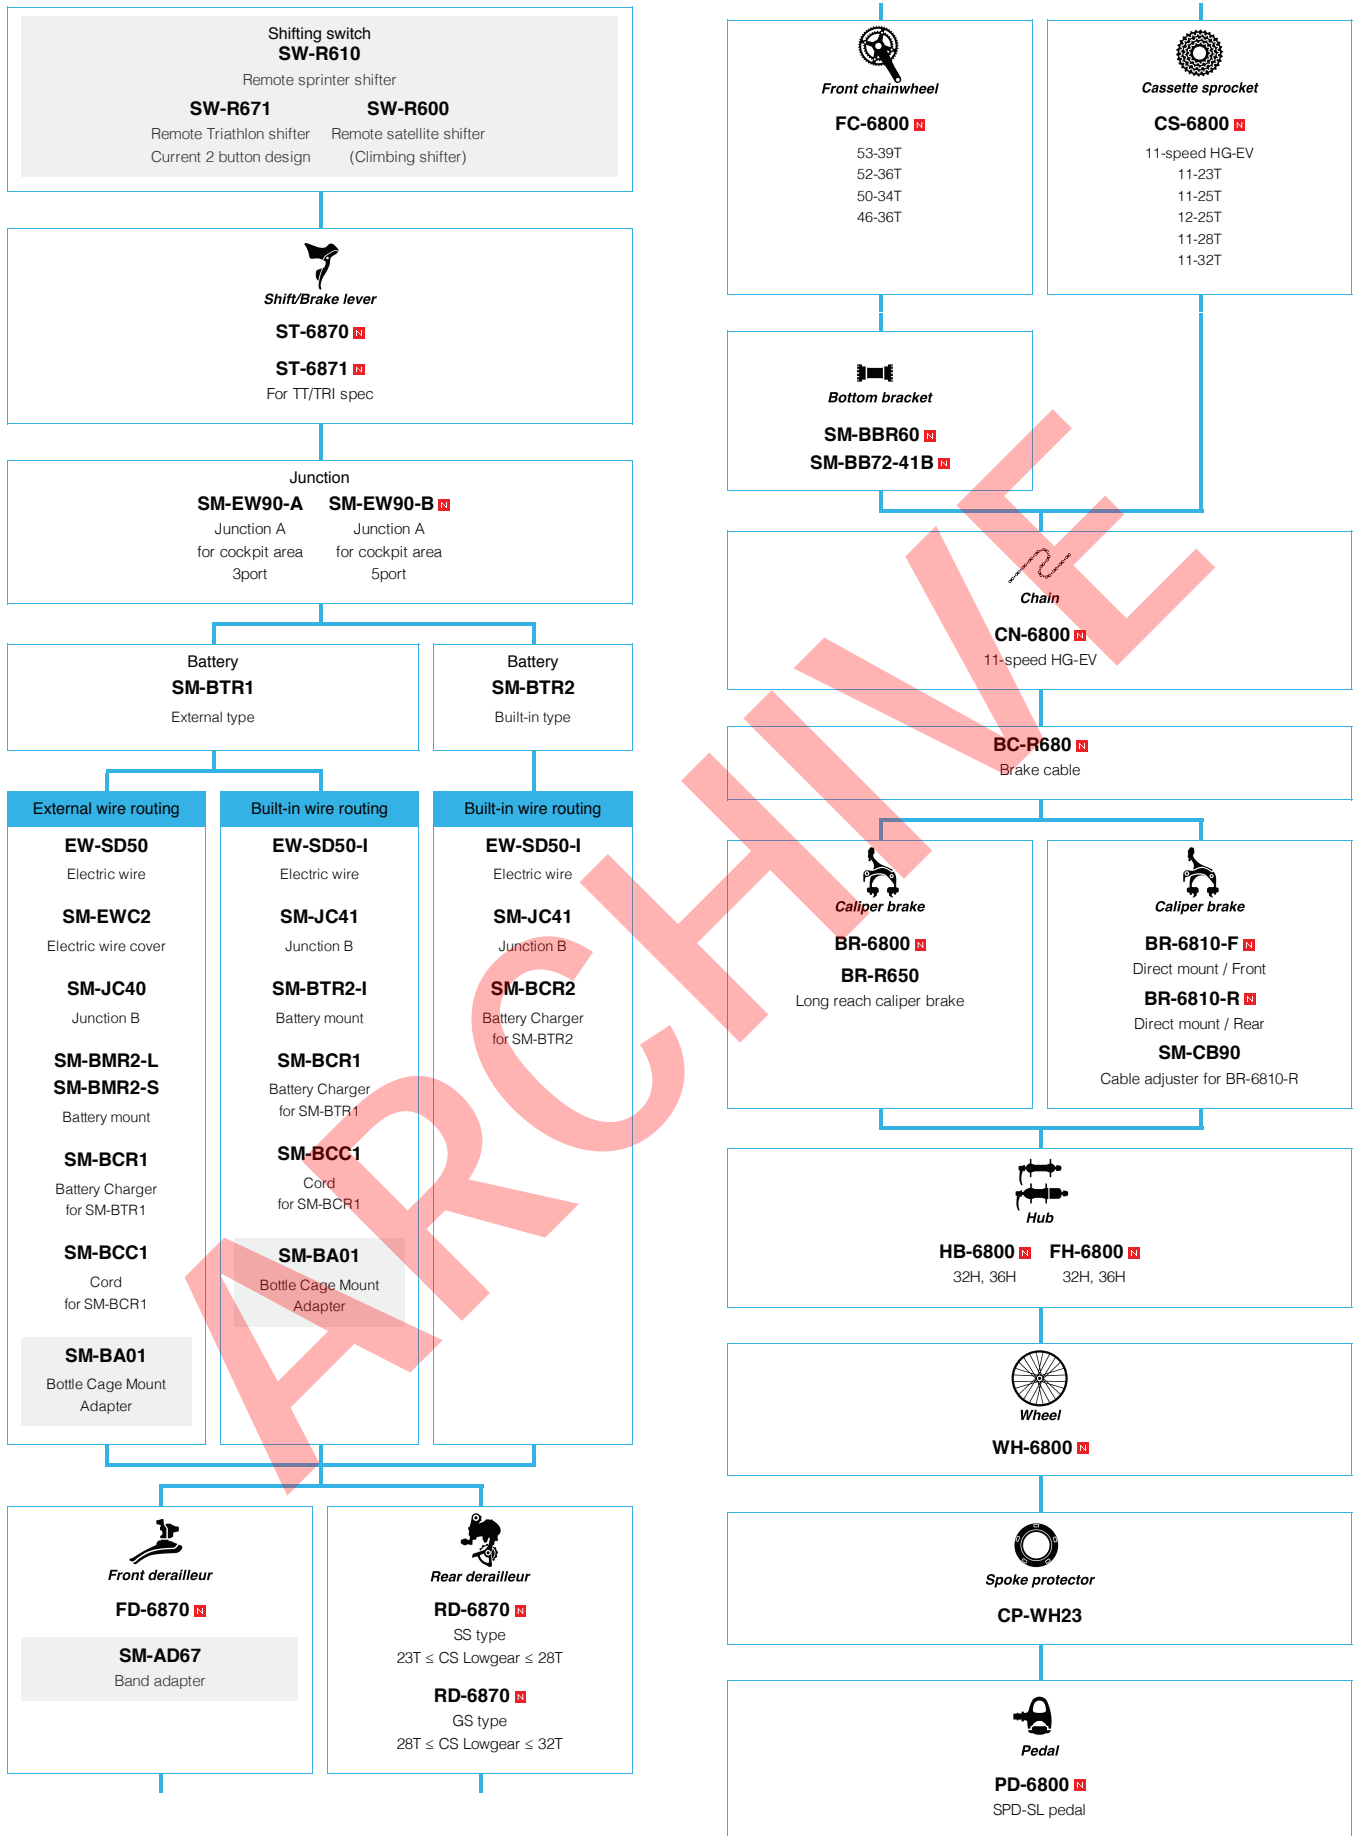 Shifting switch
SW-R610
Remote sprinter shifter
SW-R671 SW-R600
Remote Triathlon shifter Remote satellite shifter
Current 2 button design (Climbing shifter)
Shift/Brake lever
ST-6870 N
ST-6871 N
For TT/TRI spec
Junction
SM-EW90-A SM-EW90-B N
Junction A Junction A
for cockpit area for cockpit area
3port 5port
Battery
SM-BTR1
External type
Battery
SM-BTR2
Built-in type
External wire routing
EW-SD50
Electric wire
SM-EWC2
Electric wire cover
SM-JC40
Junction B
SM-BMR2-L
SM-BMR2-S
Battery mount
SM-BCR1
Battery Charger
for SM-BTR1
SM-BCC1
Cord
for SM-BCR1
SM-BA01
Bottle Cage Mount
Adapter
Built-in wire routing
EW-SD50-I
Electric wire
SM-JC41
Junction B
SM-BTR2-I
Battery mount
SM-BCR1
Battery Charger
for SM-BTR1
SM-BCC1
Cord
for SM-BCR1
SM-BA01
Bottle Cage Mount
Adapter
Built-in wire routing
EW-SD50-I
Electric wire
SM-JC41
Junction B
SM-BCR2
Battery Charger
for SM-BTR2
Front derailleur
FD-6870 N
SM-AD67
Band adapter
Rear derailleur
RD-6870 N
SS type
23T ≤ CS Lowgear ≤ 28T
RD-6870 N
GS type
28T ≤ CS Lowgear ≤ 32T
Front chainwheel
FC-6800 N
53-39T
52-36T
50-34T
46-36T
Cassette sprocket
CS-6800 N
11-speed HG-EV
11-23T
11-25T
12-25T
11-28T
11-32T
Bottom bracket
SM-BBR60 N
SM-BB72-41B N
Chain
CN-6800 N
11-speed HG-EV
BC-R680 N
Brake cable
Caliper brake
BR-6800 N
BR-R650
Long reach caliper brake
Caliper brake
BR-6810-F N
Direct mount / Front
BR-6810-R N
Direct mount / Rear
SM-CB90
Cable adjuster for BR-6810-R
Hub
HB-6800 N FH-6800 N
32H, 36H 32H, 36H
Wheel
WH-6800 N
Spoke protector
CP-WH23
Pedal
PD-6800 N
SPD-SL pedal
ARCHIVE